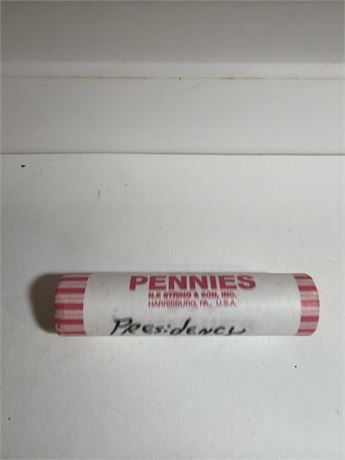 PENNIES
N.F. STRING & SON, INC.
HARRISBURG, PA., U.S.A.
PRESiDENCY